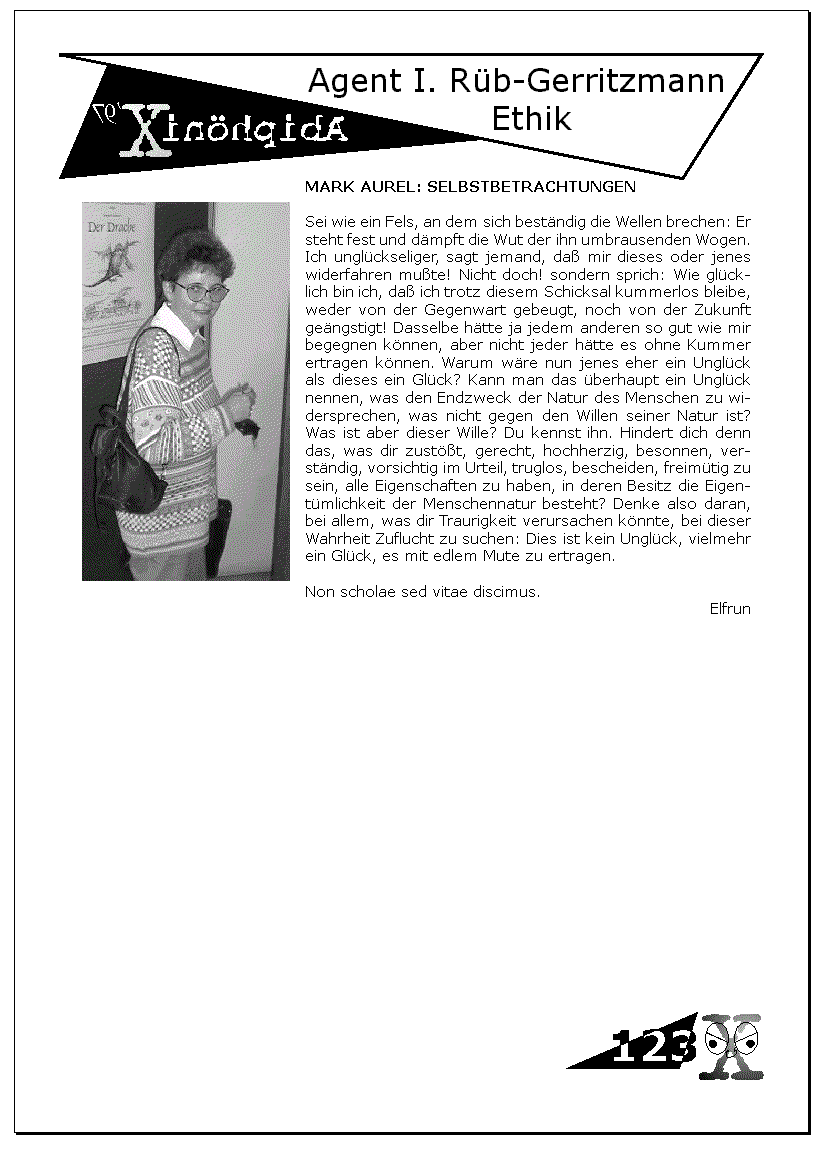 Agent I. Rüb-Gerritzmann
Ethik
Abiphönix '97
MARK AUREL: SELBSTBETRACHTUNGEN
Der Drache
Sei wie ein Fels, an dem sich beständig die Wellen brechen: Er
steht fest und dämpft die Wut der ihn umbrausenden Wogen.
Ich unglückseliger, sagt jemand, daß mir dieses oder jenes
widerfahren mußte! Nicht doch! sondern sprich: Wie glück-
lich bin ich, daß ich trotz diesem Schicksal kummerlos bleibe,
weder von der Gegenwart gebeugt, noch von der Zukunft
geängstigt! Dasselbe hätte ja jedem anderen so gut wie mir
begegnen können, aber nicht jeder hätte es ohne Kummer
ertragen können. Warum wäre nun jenes eher ein Unglück
als dieses ein Glück? Kann man das überhaupt ein Unglück
nennen, was den Endzweck der Natur des Menschen zu wi-
dersprechen, was nicht gegen den Willen seiner Natur ist?
Was ist aber dieser Wille? Du kennst ihn. Hindert dich denn
das, was dir zustößt, gerecht, hochherzig, besonnen, ver-
ständig, vorsichtig im Urteil, truglos, bescheiden, freimütig zu
sein, alle Eigenschaften zu haben, in deren Besitz die Eigen-
tümlichkeit der Menschennatur besteht? Denke also daran,
bei allem, was dir Traurigkeit verursachen könnte, bei dieser
Wahrheit Zuflucht zu suchen: Dies ist kein Unglück, vielmehr
ein Glück, es mit edlem Mute zu ertragen.
Non scholae sed vitae discimus.
Elfrun
123
X